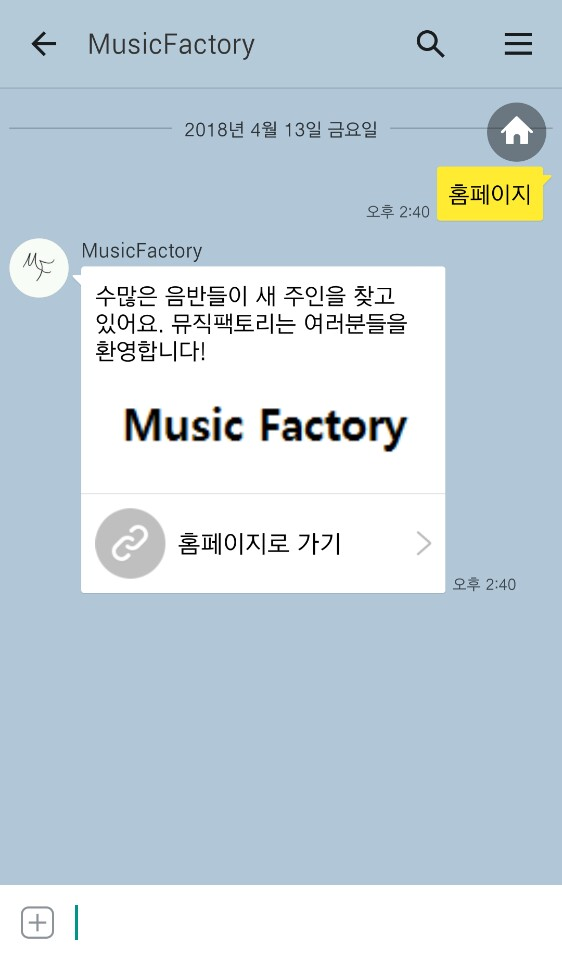 MusicFactory
2018년 4월 13일 금요일
홈페이지
오후 2:40
MF
MusicFactory
수많은 음반들이 새 주인을 찾고
있어요. 뮤직팩토리는 여러분들을
환영합니다!
Music Factory
홈페이지로 가기
오후 2:40